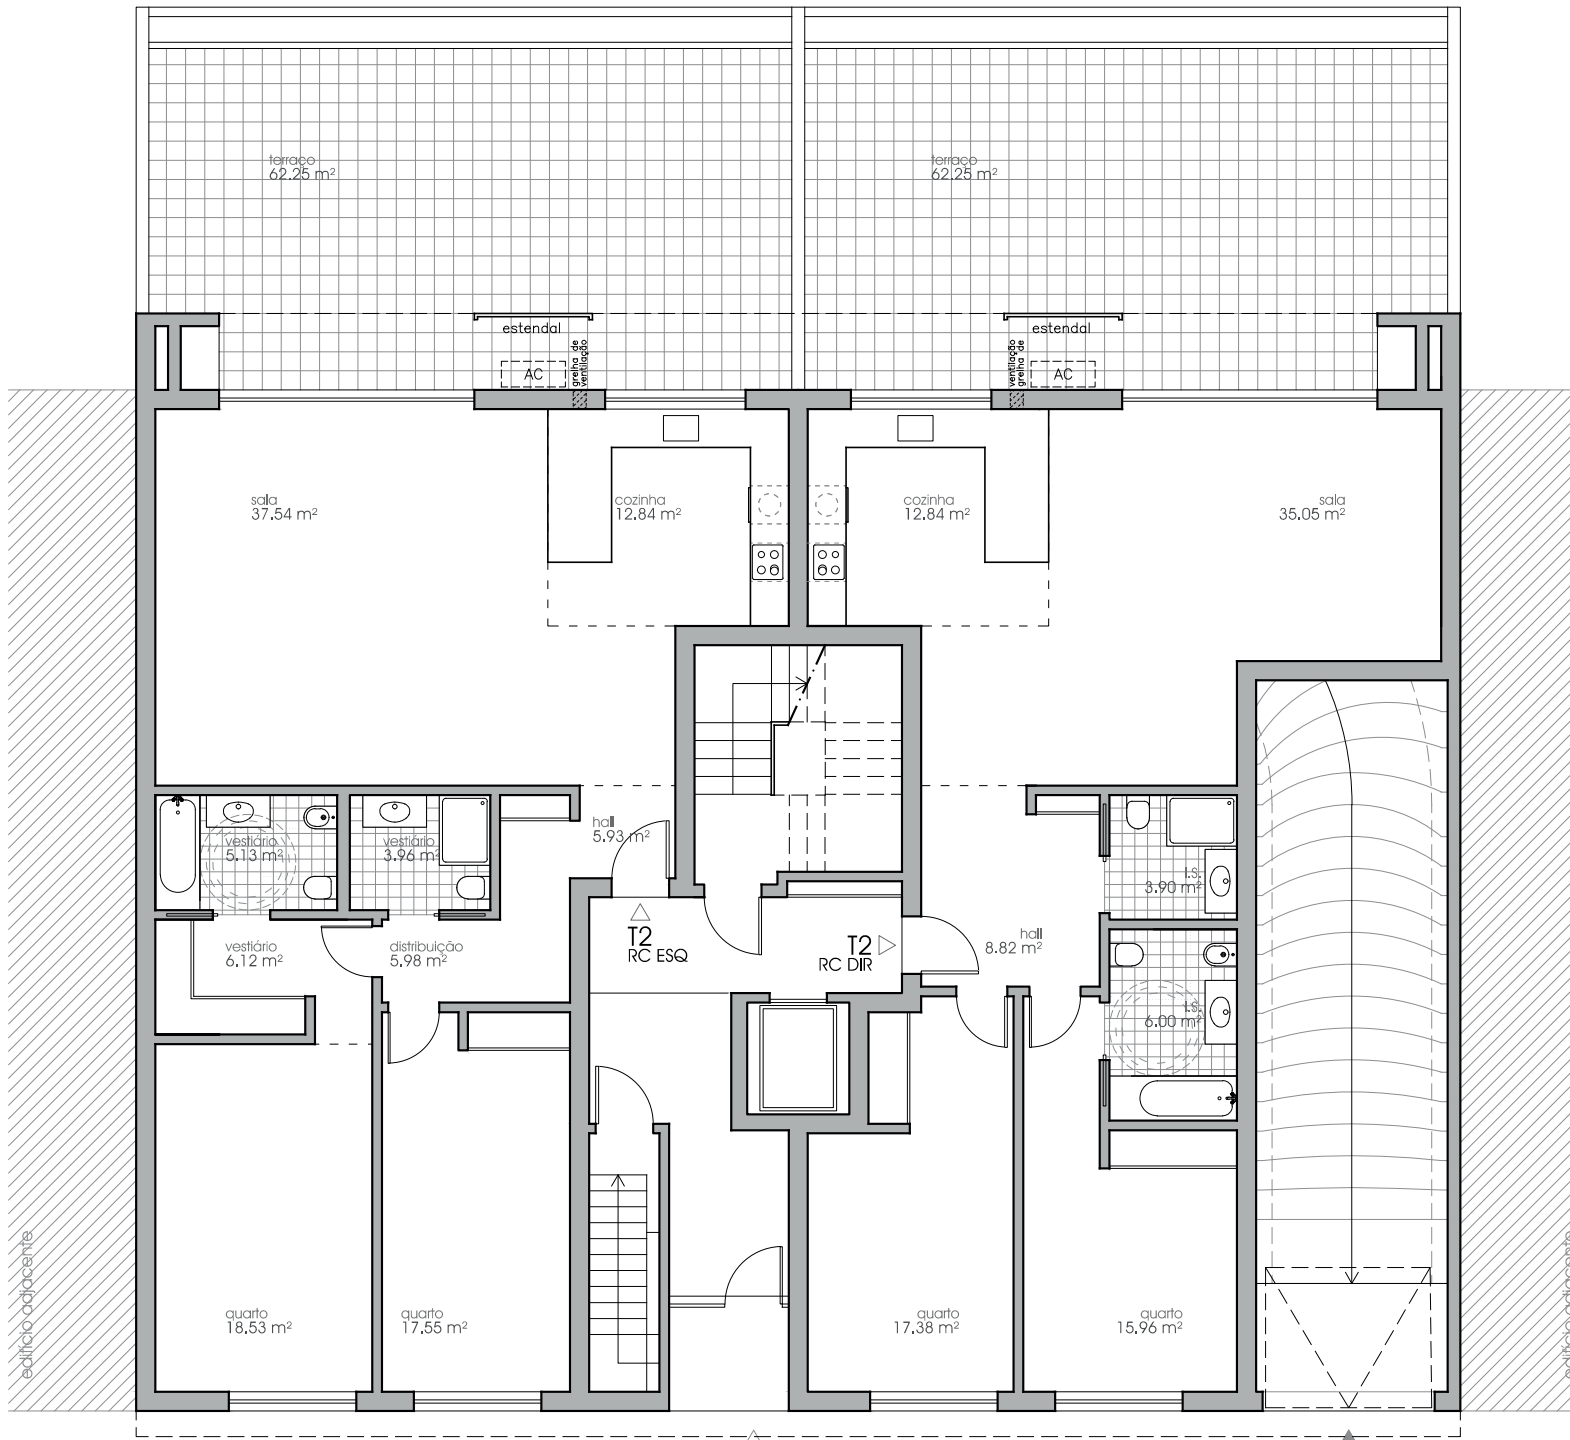 terraço
62.25 m²
terraço
62.25 m²
estendal
grelha de
ventilação
AC
estendal
ventilação
grelha de
AC
sala
37.54 m²
cozinha
12.84 m²
cozinha
12.84 m²
sala
35.05 m²
hall
5.93 m²
vestiário
5.13 m²
vestiário
3.96 m²
I.S.
3.90 m²
vestiário
6.12 m²
distribuição
5.98 m²
T2
RC ESQ
T2
RC DIR
hall
8.82 m²
I.S.
6.00 m²
quarto
18.53 m²
quarto
17.55 m²
quarto
17.38 m²
quarto
15.96 m²
edifício adjacente
edifício adjacente